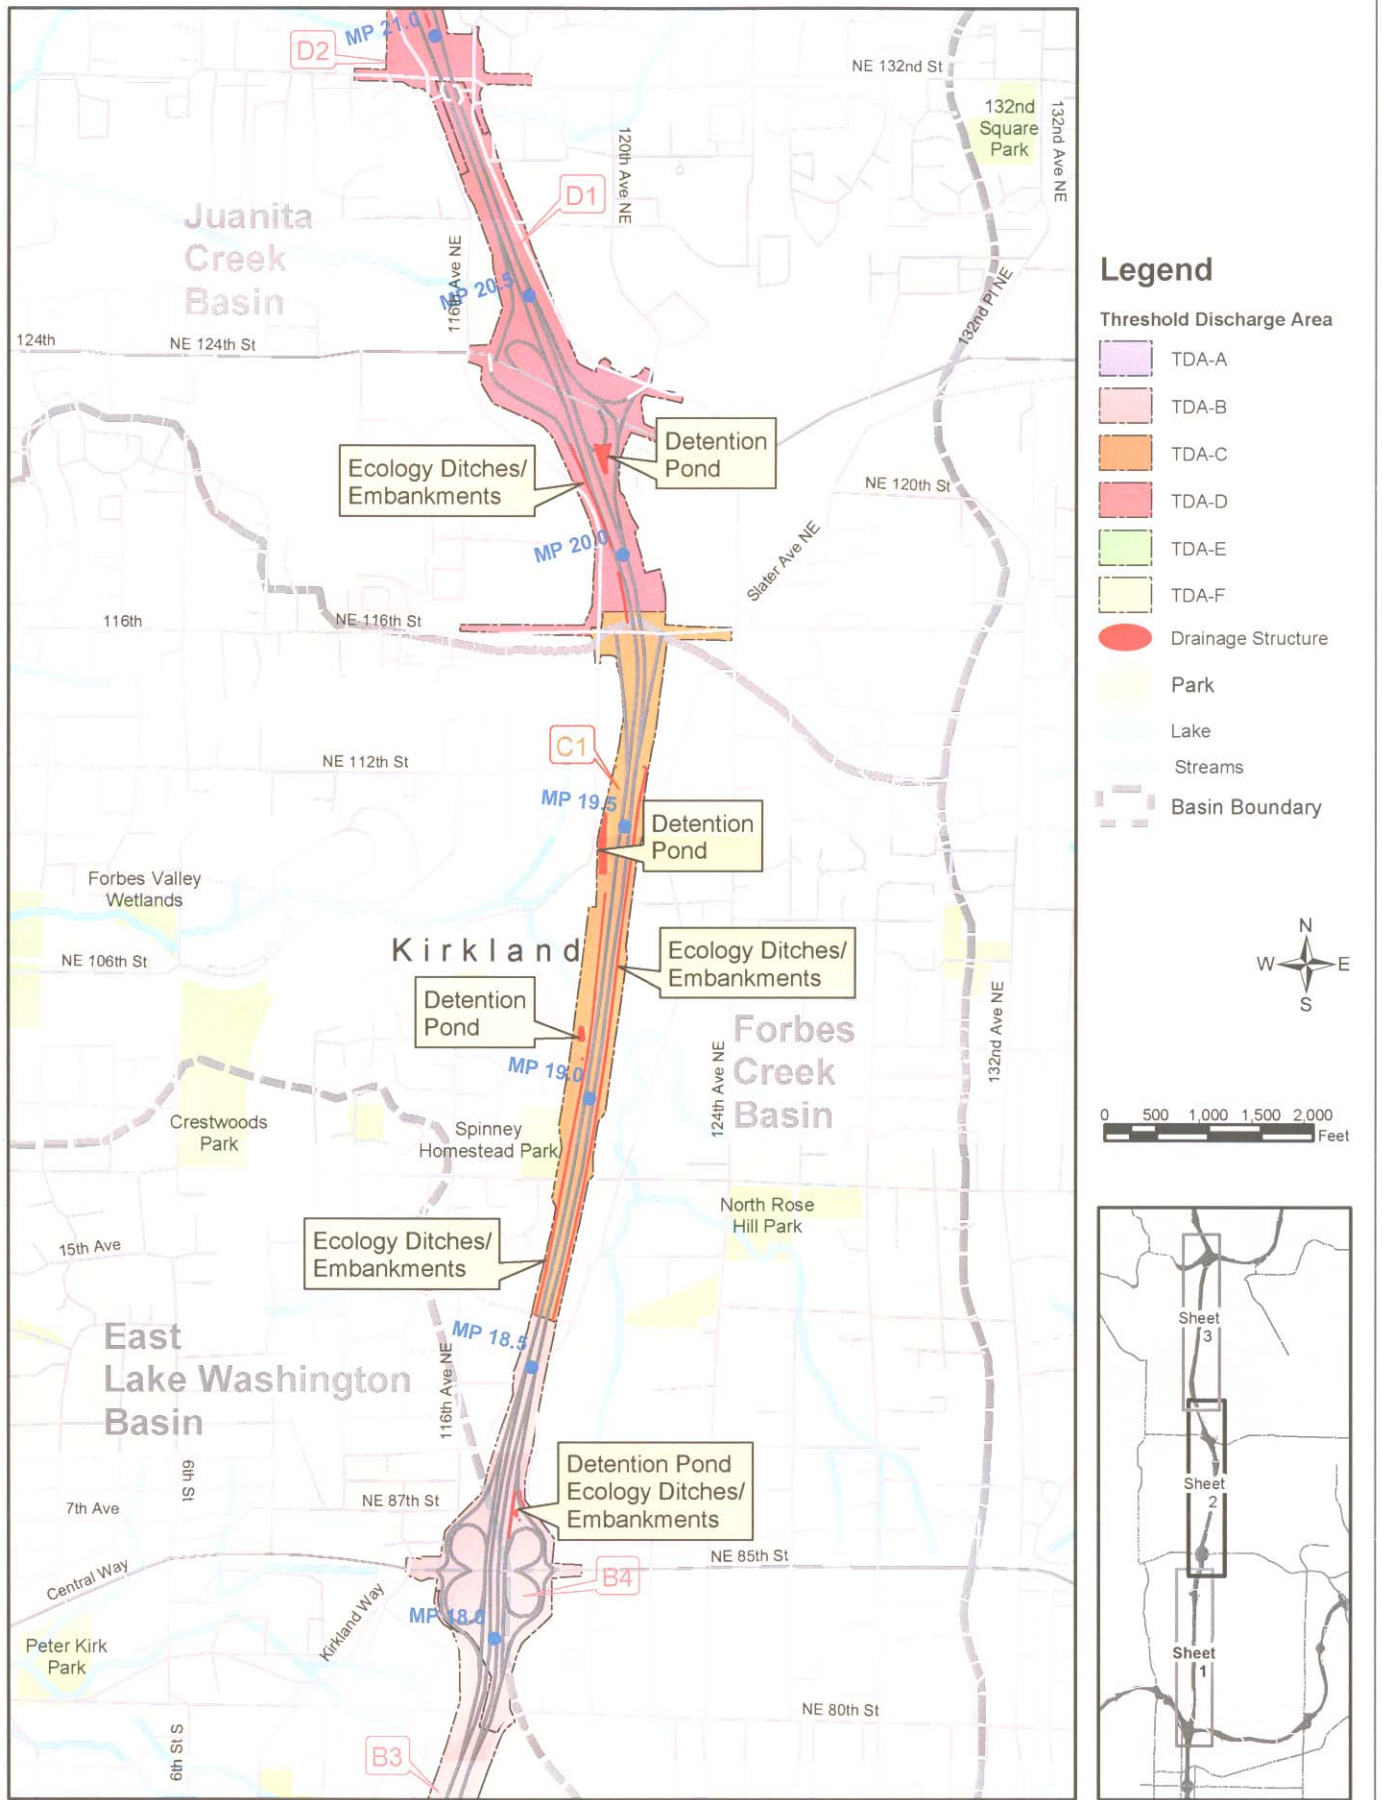 MP 21.0
D2
NE 132nd St
132nd
Square
Park
132nd Ave NE
120th Ave NE
D1
Juanita
Creek
Basin
116th Ave NE
MP 20.5
132nd Pl NE
124th
NE 124th St
Detention
Pond
Ecology Ditches/
Embankments
NE 120th St
MP 20.0
Slater Ave NE
116th
NE 116th St
C1
NE 112th St
MP 19.5
Detention
Pond
Forbes Valley
Wetlands
Kirkland
NE 106th St
Ecology Ditches/
Embankments
Detention
Pond
132nd Ave NE
Forbes
Creek
Basin
124th Ave NE
MP 19.0
Crestwoods
Park
Spinney
Homestead Park
North Rose
Hill Park
15th Ave
Ecology Ditches/
Embankments
East
Lake Washington
Basin
MP 18.5
116th Ave NE
6th St
7th Ave
NE 87th St
Detention Pond
Ecology Ditches/
Embankments
Central Way
NE 85th St
B4
Kirkland Way
MP 18.0
Peter Kirk
Park
NE 80th St
6th St S
B3
Legend
Threshold Discharge Area
TDA-A
TDA-B
TDA-C
TDA-D
TDA-E
TDA-F
Drainage Structure
Park
Lake
Streams
Basin Boundary
N
W E
S
0 500 1,000 1,500 2,000
Feet
Sheet
3
Sheet
2
Sheet
1